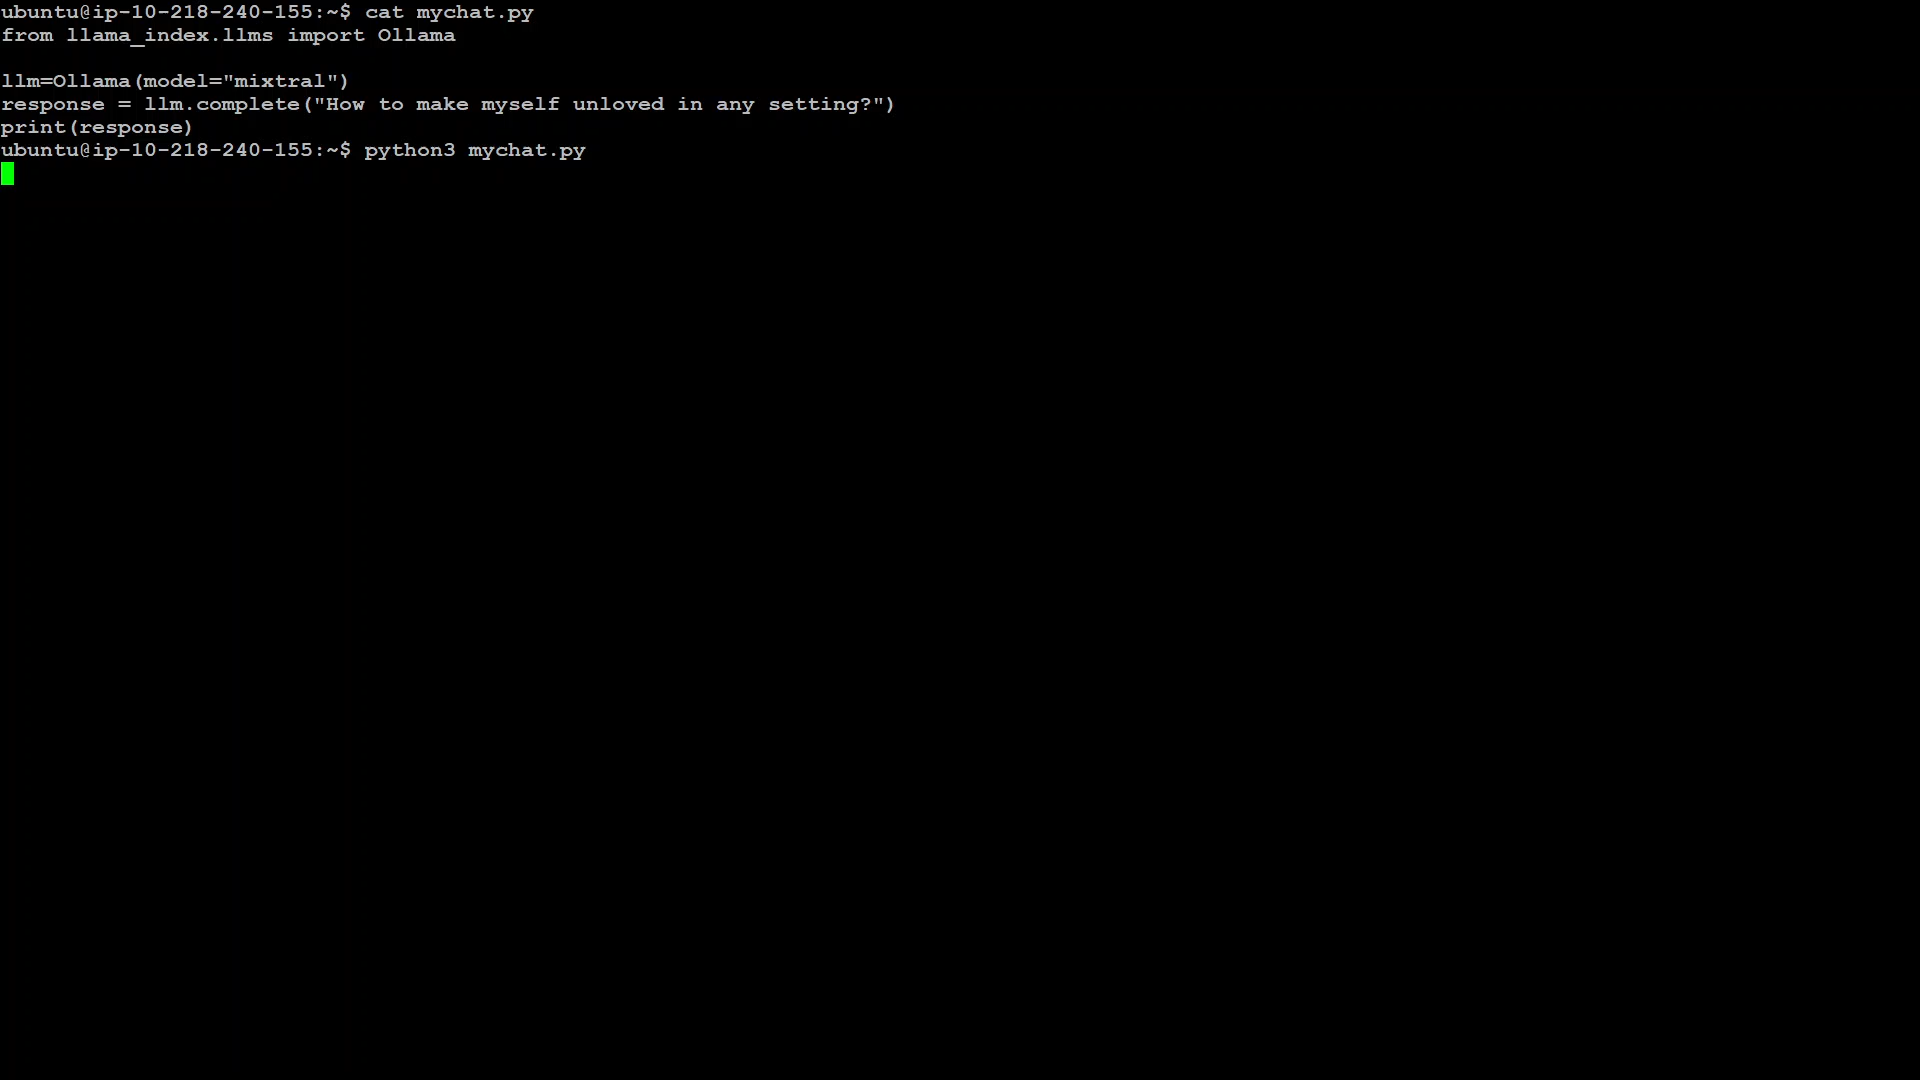 ubuntu@ip-10-218-240-155:~$ cat mychat.py
from llama_index.llms import Ollama
llm=Ollama(model="mixtral")
response = llm.complete("How to make myself unloved in any setting?")
print(response)
ubuntu@ip-10-218-240-155:~$ python3 mychat.py